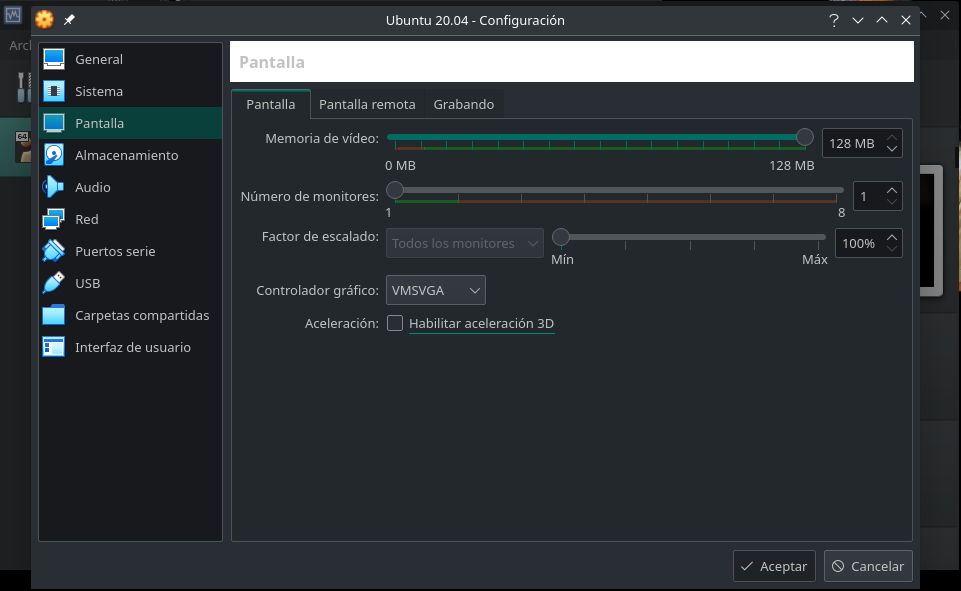 Ubuntu 20.04 - Configuración
Arc
General
Sistema
Pantalla
Almacenamiento
Audio
Red
Puertos serie
USB
Carpetas compartidas
Interfaz de usuario
Pantalla
Pantalla Pantalla remota Grabando
Memoria de vídeo: 128 MB
0 MB 128 MB
Número de monitores: 1
1 8
Factor de escalado: Todos los monitores 100%
Mín Máx
Controlador gráfico: VMSVGA
Aceleración: Habilitar aceleración 3D
64
Aceptar Cancelar